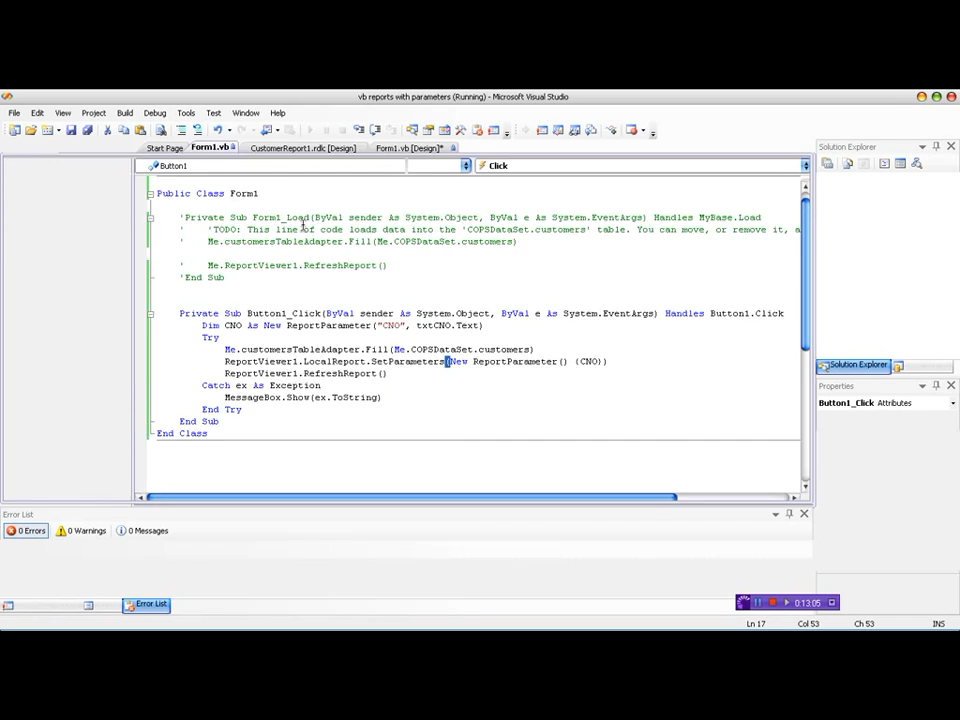 vb reports with parameters (Running) - Microsoft Visual Studio
File Edit View Project Build Debug Tools Test Window Help
Start Page Form1.vb CustomerReport1.rdlc [Design] Form1.vb [Design]*
Solution Explorer
Button1 Click
Public Class Form1
'Private Sub Form1_Load(ByVal sender As System.Object, ByVal e As System.EventArgs) Handles MyBase.Load
' 'TODO: This line of code loads data into the 'COPSDataSet.customers' table. You can move, or remove it, a
' Me.customersTableAdapter.Fill(Me.COPSDataSet.customers)
' Me.ReportViewer1.RefreshReport()
'End Sub
Private Sub Button1_Click(ByVal sender As System.Object, ByVal e As System.EventArgs) Handles Button1.Click
Dim CNO As New ReportParameter("CNO", txtCNO.Text)
Try
Me.customersTableAdapter.Fill(Me.COPSDataSet.customers)
ReportViewer1.LocalReport.SetParameters(New ReportParameter() {CNO})
ReportViewer1.RefreshReport()
Catch ex As Exception
MessageBox.Show(ex.ToString)
End Try
End Sub
End Class
Solution Explorer
Properties
Button1_Click Attributes
Error List
0 Errors 0 Warnings 0 Messages
Error List
0:13.05
Ln 17 Col 53 Ch 53 INS